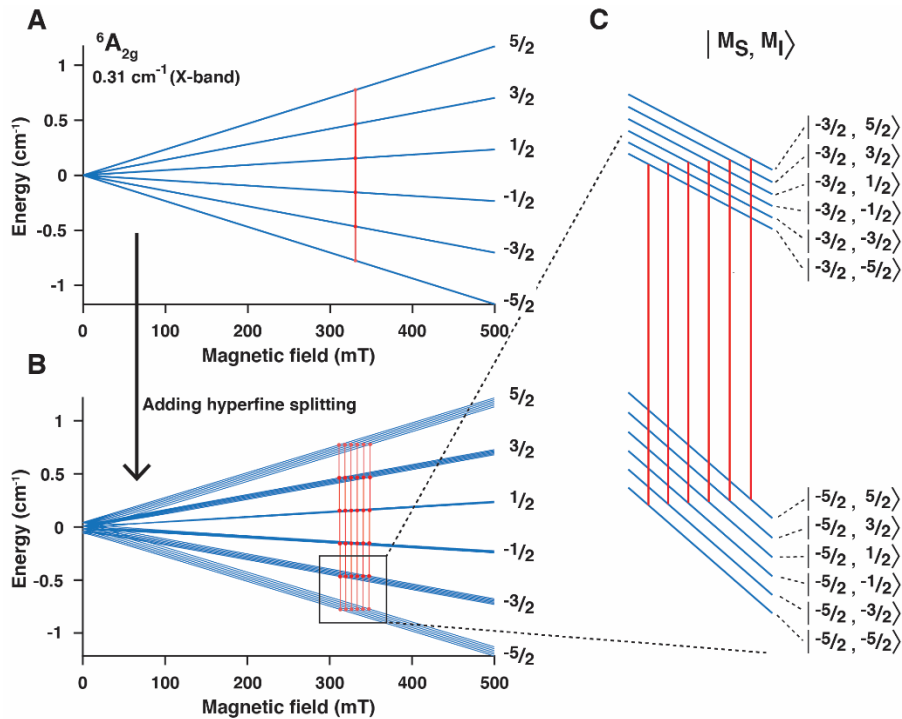 A
⁶A₂g
0.31 cm⁻¹ (X-band)
Energy (cm⁻¹)
1
0.5
0
-0.5
-1
0
100
200
300
400
500
Magnetic field (mT)
5/2
3/2
1/2
-1/2
-3/2
-5/2
B
Adding hyperfine splitting
Energy (cm⁻¹)
1
0.5
0
-0.5
-1
0
100
200
300
400
500
Magnetic field (mT)
5/2
3/2
1/2
-1/2
-3/2
-5/2
C
|M_S, M_I⟩
|-3/2 , 5/2⟩
|-3/2 , 3/2⟩
|-3/2 , 1/2⟩
|-3/2 , -1/2⟩
|-3/2 , -3/2⟩
|-3/2 , -5/2⟩
|-5/2 , 5/2⟩
|-5/2 , 3/2⟩
|-5/2 , 1/2⟩
|-5/2 , -1/2⟩
|-5/2 , -3/2⟩
|-5/2 , -5/2⟩